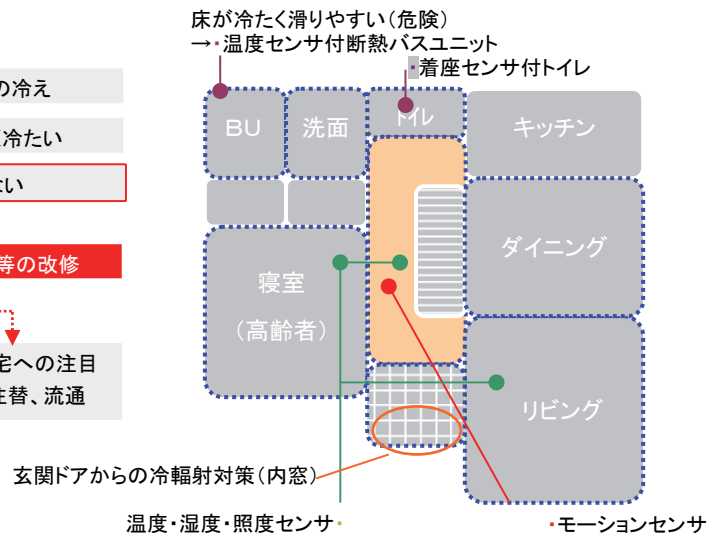 床が冷たく滑りやすい(危険)
→・温度センサ付断熱バスユニット
・着座センサ付トイレ
の冷え
冷たい
ない
等の改修
宅への注目
住替、流通
BU
洗面
トイレ
キッチン
ダイニング
寝室
(高齢者)
リビング
玄関ドアからの冷輻射対策(内窓)
温度・湿度・照度センサ・
・モーションセンサ